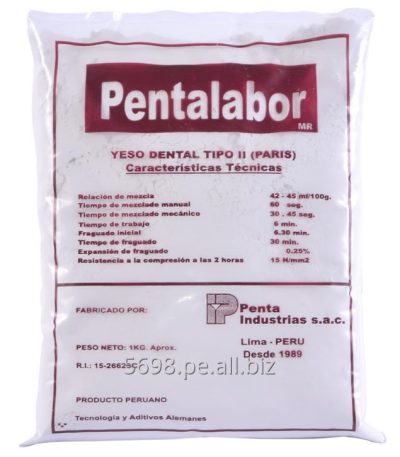 Pentalabor
MR
YESO DENTAL TIPO II (PARIS)
Características Técnicas
Relación de mezcla 42 - 45 ml/100g.
Tiempo de mezclado manual 60 seg.
Tiempo de mezclado mecánico 30 . 45 seg.
Tiempo de trabajo 6 min.
Fraguado inicial 6.30 min.
Tiempo de fraguado 30 min.
Expansión de fraguado 0.25%
Resistencia a la compresión a las 2 horas 15 N/mm2
FABRICADO POR:
Penta
Industrias s.a.c.
PESO NETO: 1KG. Aprox.
Lima - PERU
Desde 1989
R.I.: 15-26623C
5698.pe.all.biz
PRODUCTO PERUANO
Tecnología y Aditivos Alemanes